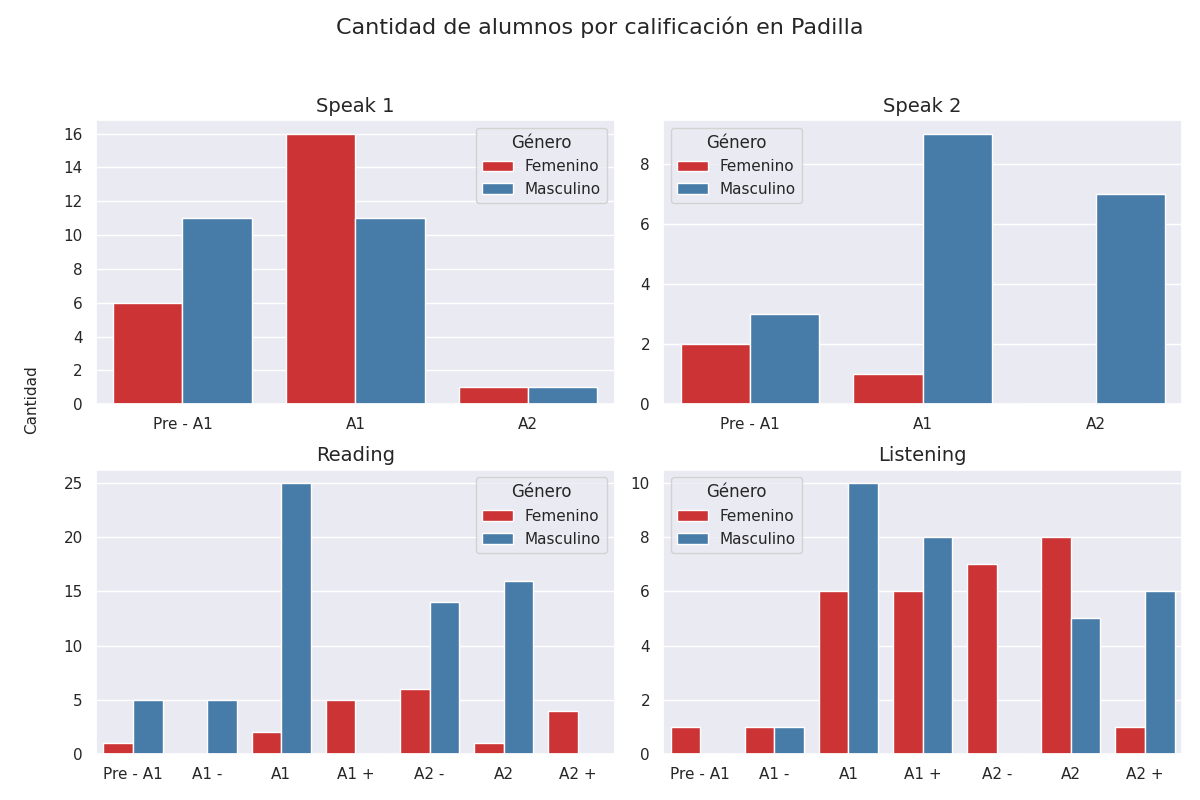 Cantidad de alumnos por calificación en Padilla
Speak 1
16
14
12
10
8
6
4
2
0
Género
Femenino
Masculino
Pre - A1 A1 A2
Speak 2
8
6
4
2
0
Género
Femenino
Masculino
Pre - A1 A1 A2
Cantidad
Reading
25
20
15
10
5
0
Género
Femenino
Masculino
Pre - A1 A1 - A1 A1 + A2 - A2 A2 +
Listening
10
8
6
4
2
0
Género
Femenino
Masculino
Pre - A1 A1 - A1 A1 + A2 - A2 A2 +